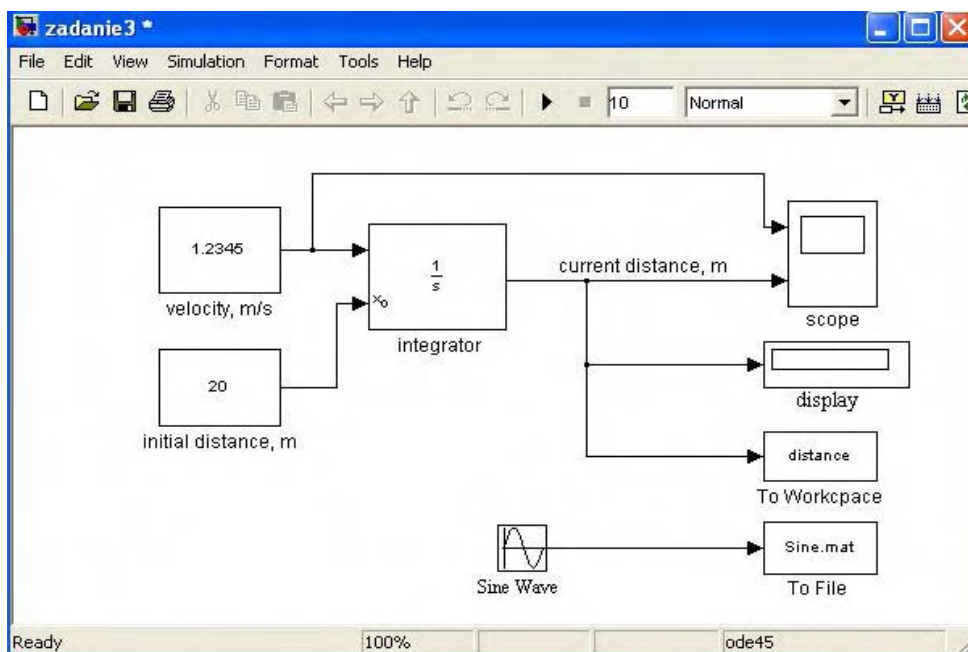 zadanie3 *
File Edit View Simulation Format Tools Help
10 Normal
1.2345
velocity, m/s
20
initial distance, m
1
s
x₀
integrator
current distance, m
scope
display
distance
To Workcpace
Sine Wave
Sine.mat
To File
Ready 100% ode45